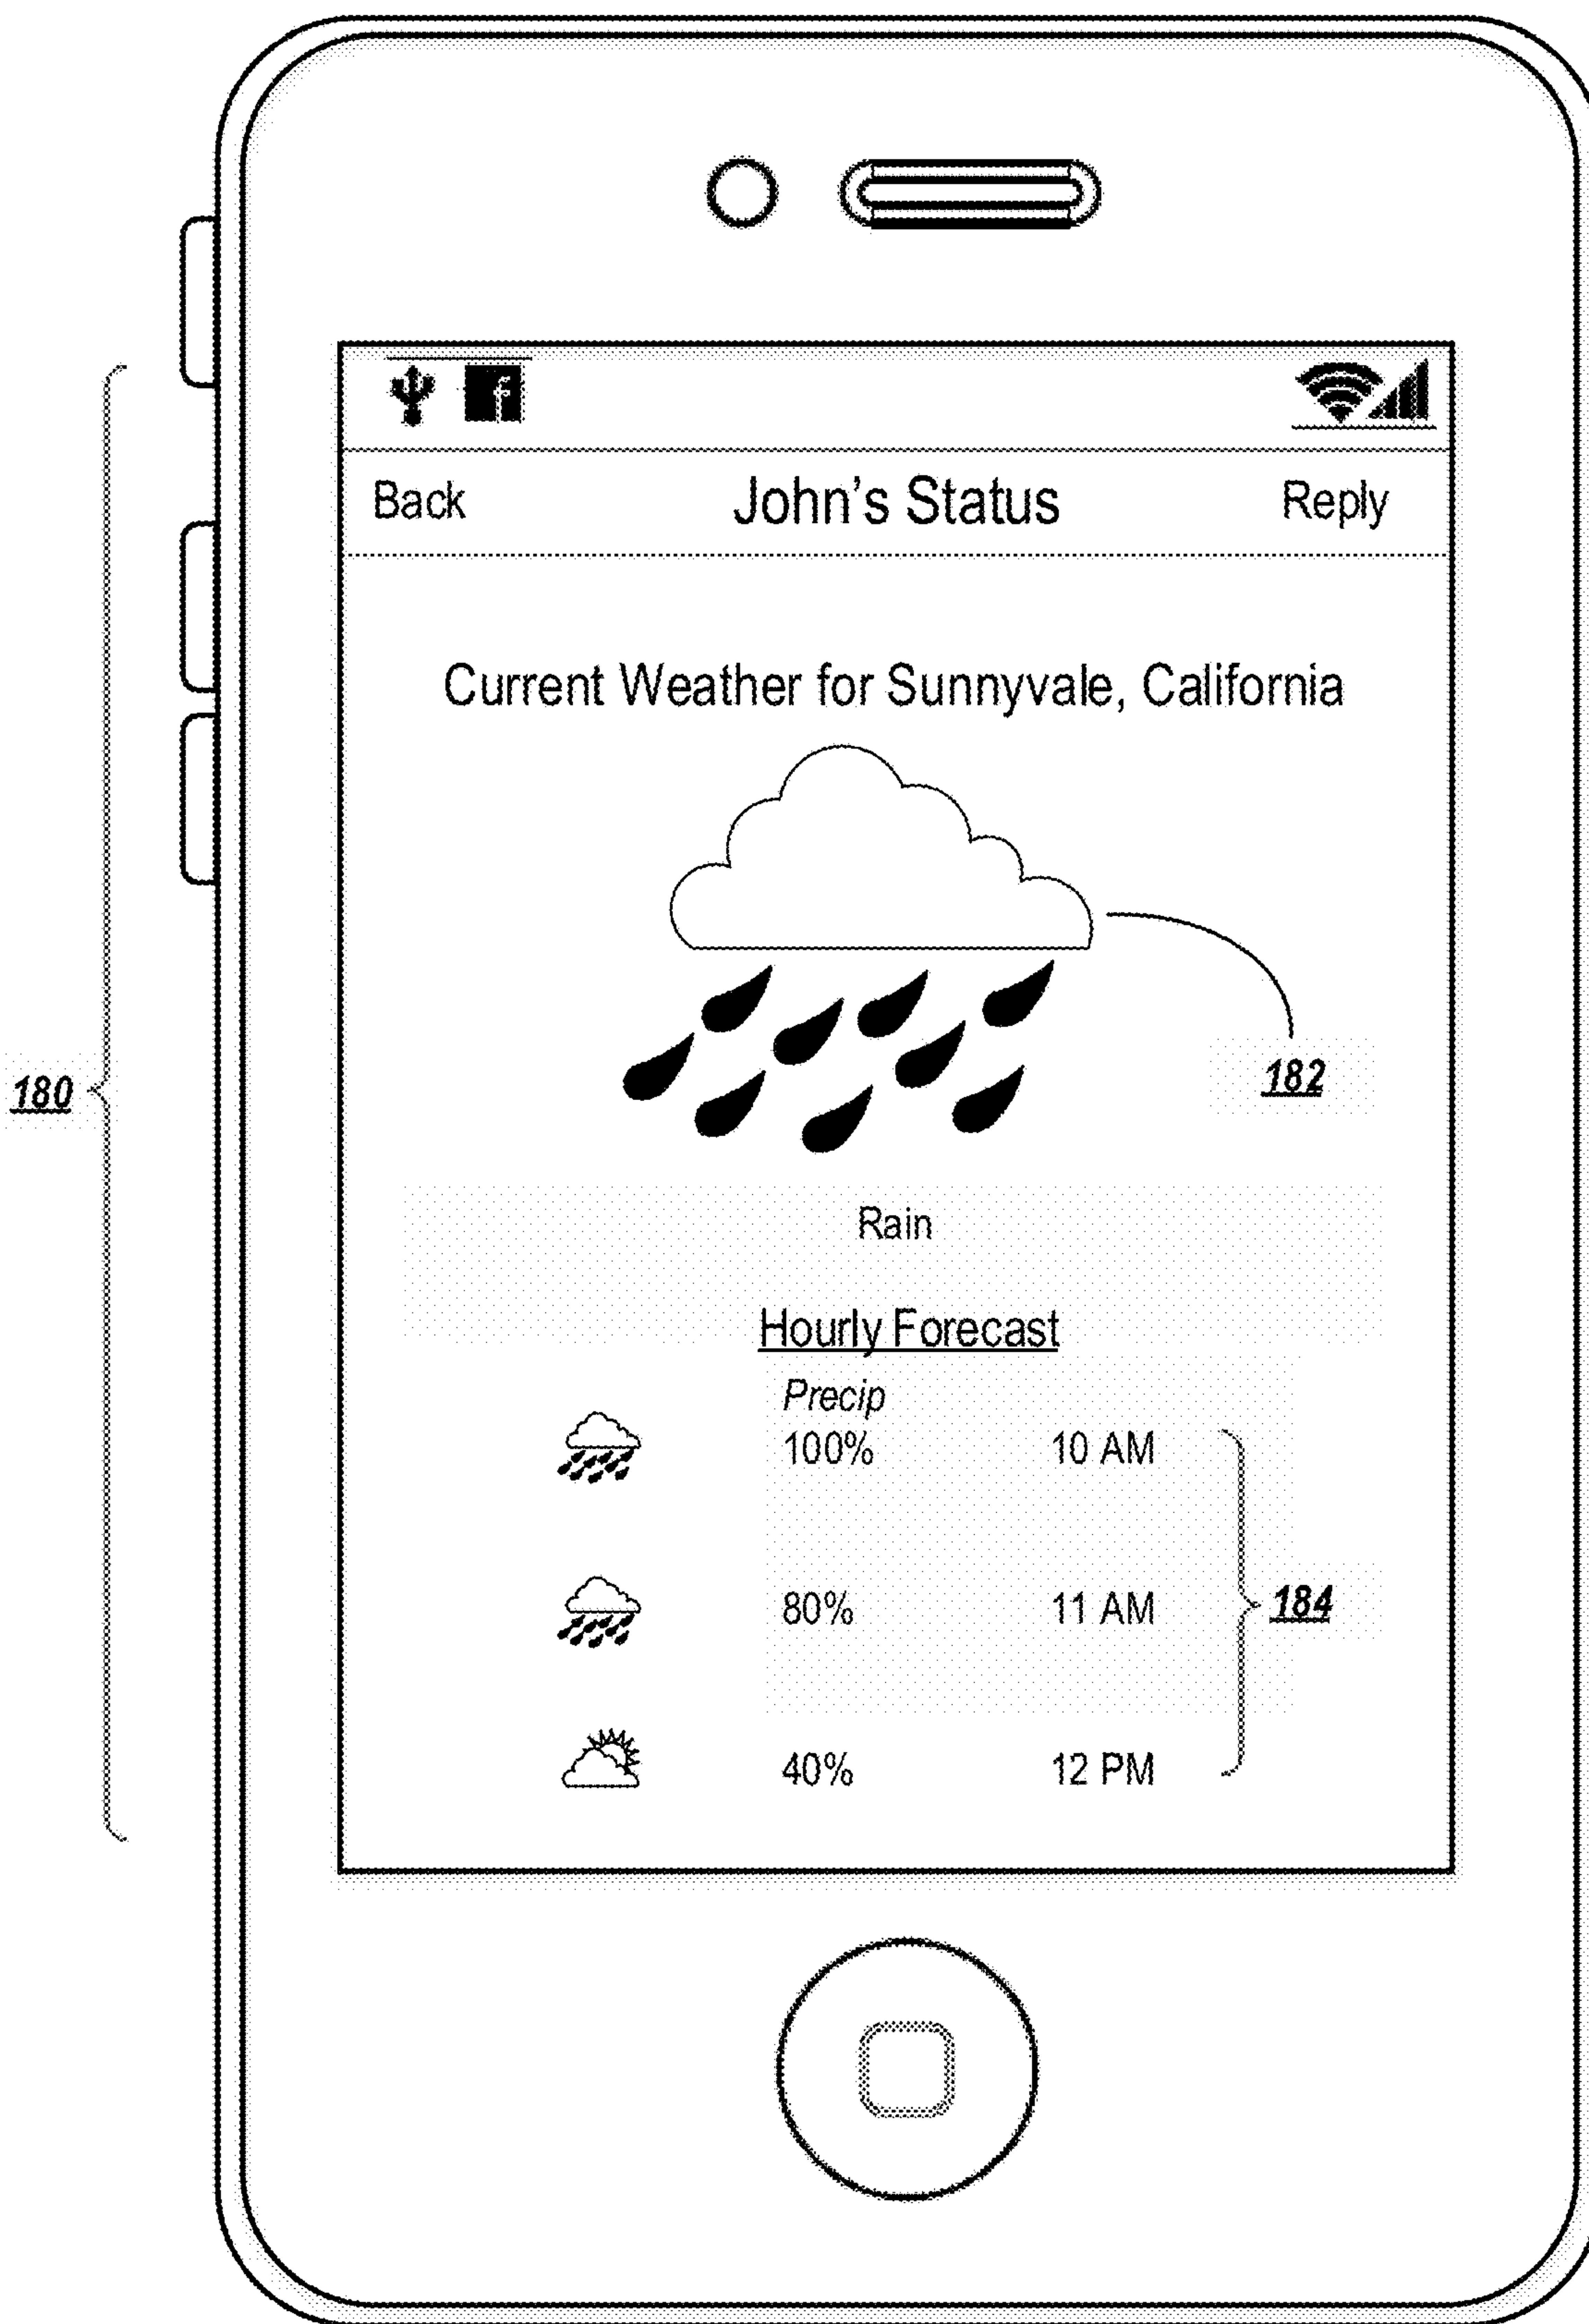 Back John's Status Reply
Current Weather for Sunnyvale, California
180
182
Rain
Hourly Forecast
Precip
100% 10 AM
80% 11 AM
184
40% 12 PM